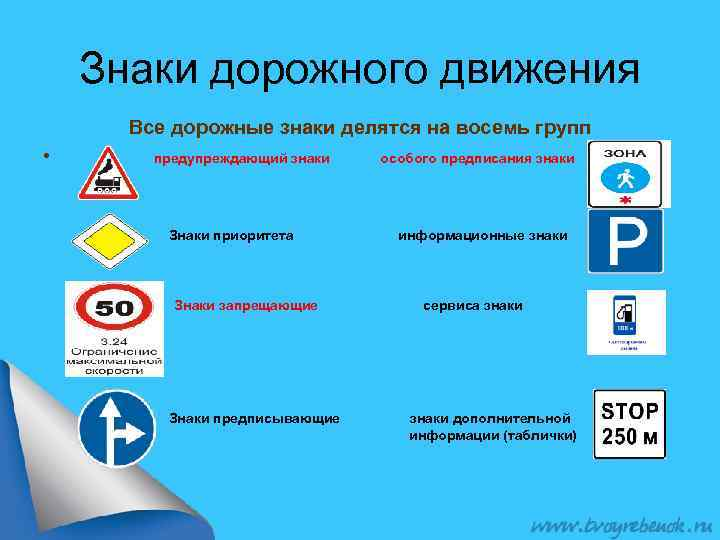 Знаки дорожного движения
Все дорожные знаки делятся на восемь групп
•
предупреждающий знаки
особого предписания знаки
ЗОНА
*
Знаки приоритета
информационные знаки
P
50
3.24
Ограничение
максимальной
скорости
Знаки запрещающие
сервиса знаки
Знаки предписывающие
знаки дополнительной
информации (таблички)
STOP
250 м
www.tvoyrebenok.ru